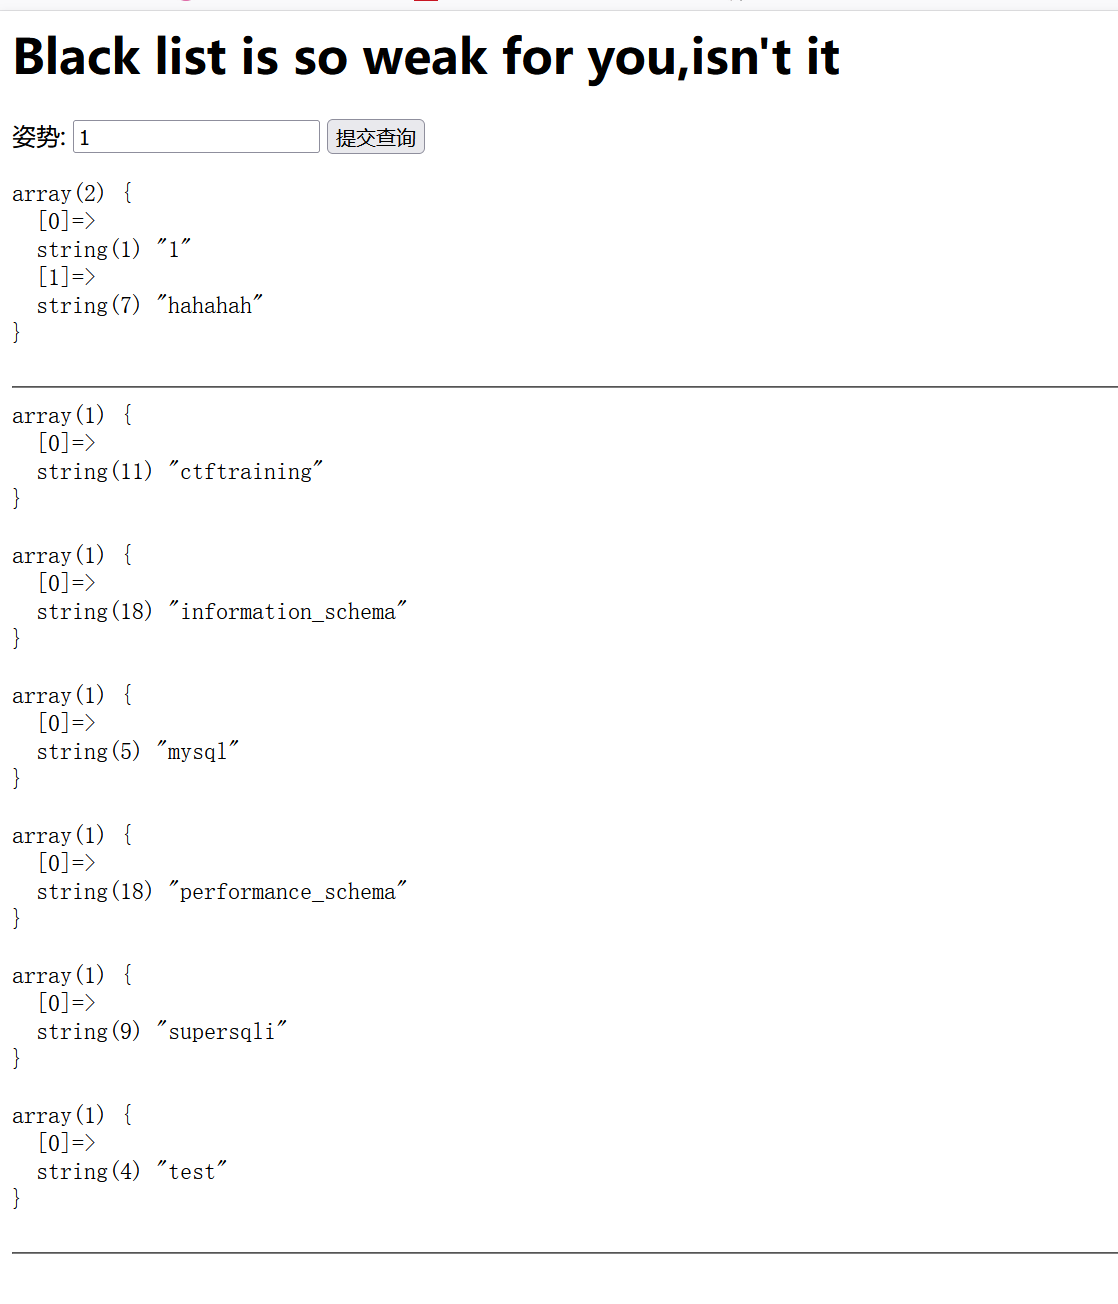 Black list is so weak for you,isn't it
姿势: 1 提交查询
array(2) {
  [0]=>
  string(1) "1"
  [1]=>
  string(7) "hahahah"
}
array(1) {
  [0]=>
  string(11) "ctftraining"
}
array(1) {
  [0]=>
  string(18) "information_schema"
}
array(1) {
  [0]=>
  string(5) "mysql"
}
array(1) {
  [0]=>
  string(18) "performance_schema"
}
array(1) {
  [0]=>
  string(9) "supersqli"
}
array(1) {
  [0]=>
  string(4) "test"
}